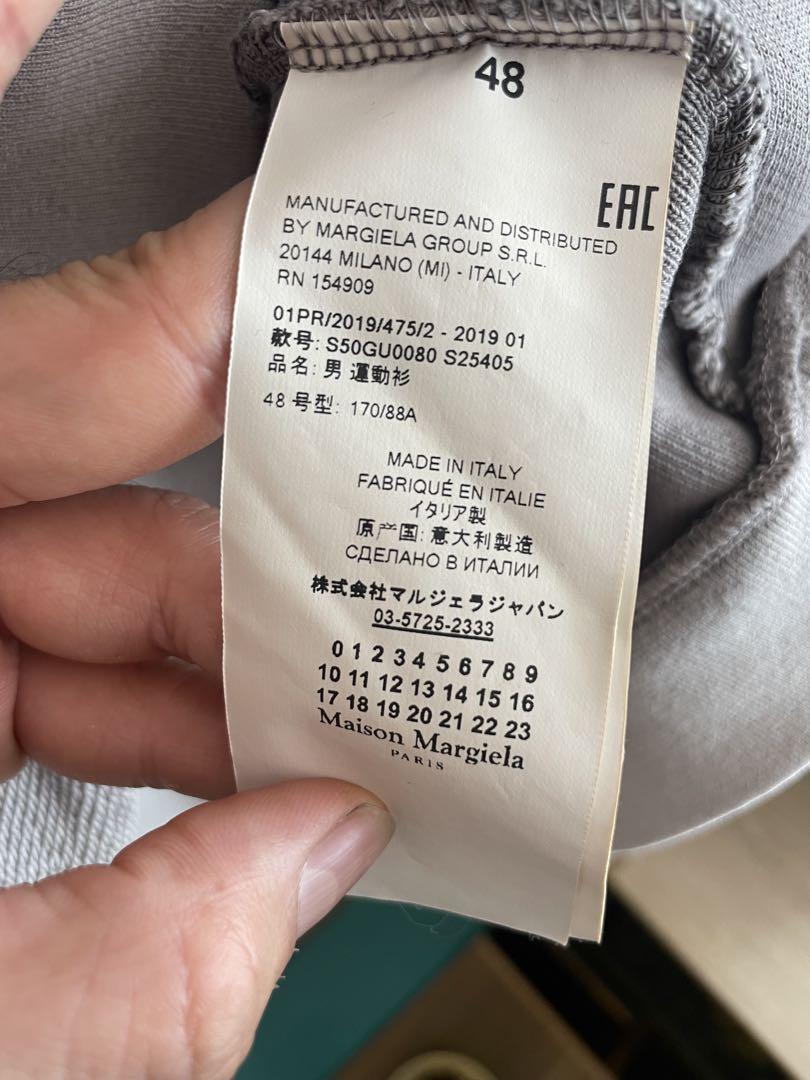 48
EAC
MANUFACTURED AND DISTRIBUTED
BY MARGIELA GROUP S.R.L.
20144 MILANO (MI) - ITALY
RN 154909
01PR/2019/475/2 - 2019 01
款号: S50GU0080 S25405
品名: 男 運動衫
48 号型: 170/88A
MADE IN ITALY
FABRIQUÉ EN ITALIE
イタリア製
原产国: 意大利製造
СДЕЛАНО В ИТАЛИИ
株式会社マルジェラジャパン
03-5725-2333
0 1 2 3 4 5 6 7 8 9
10 11 12 13 14 15 16
17 18 19 20 21 22 23
Maison Margiela
PARIS